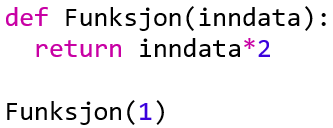 def Funksjon(inndata):
  return inndata*2

Funksjon(1)